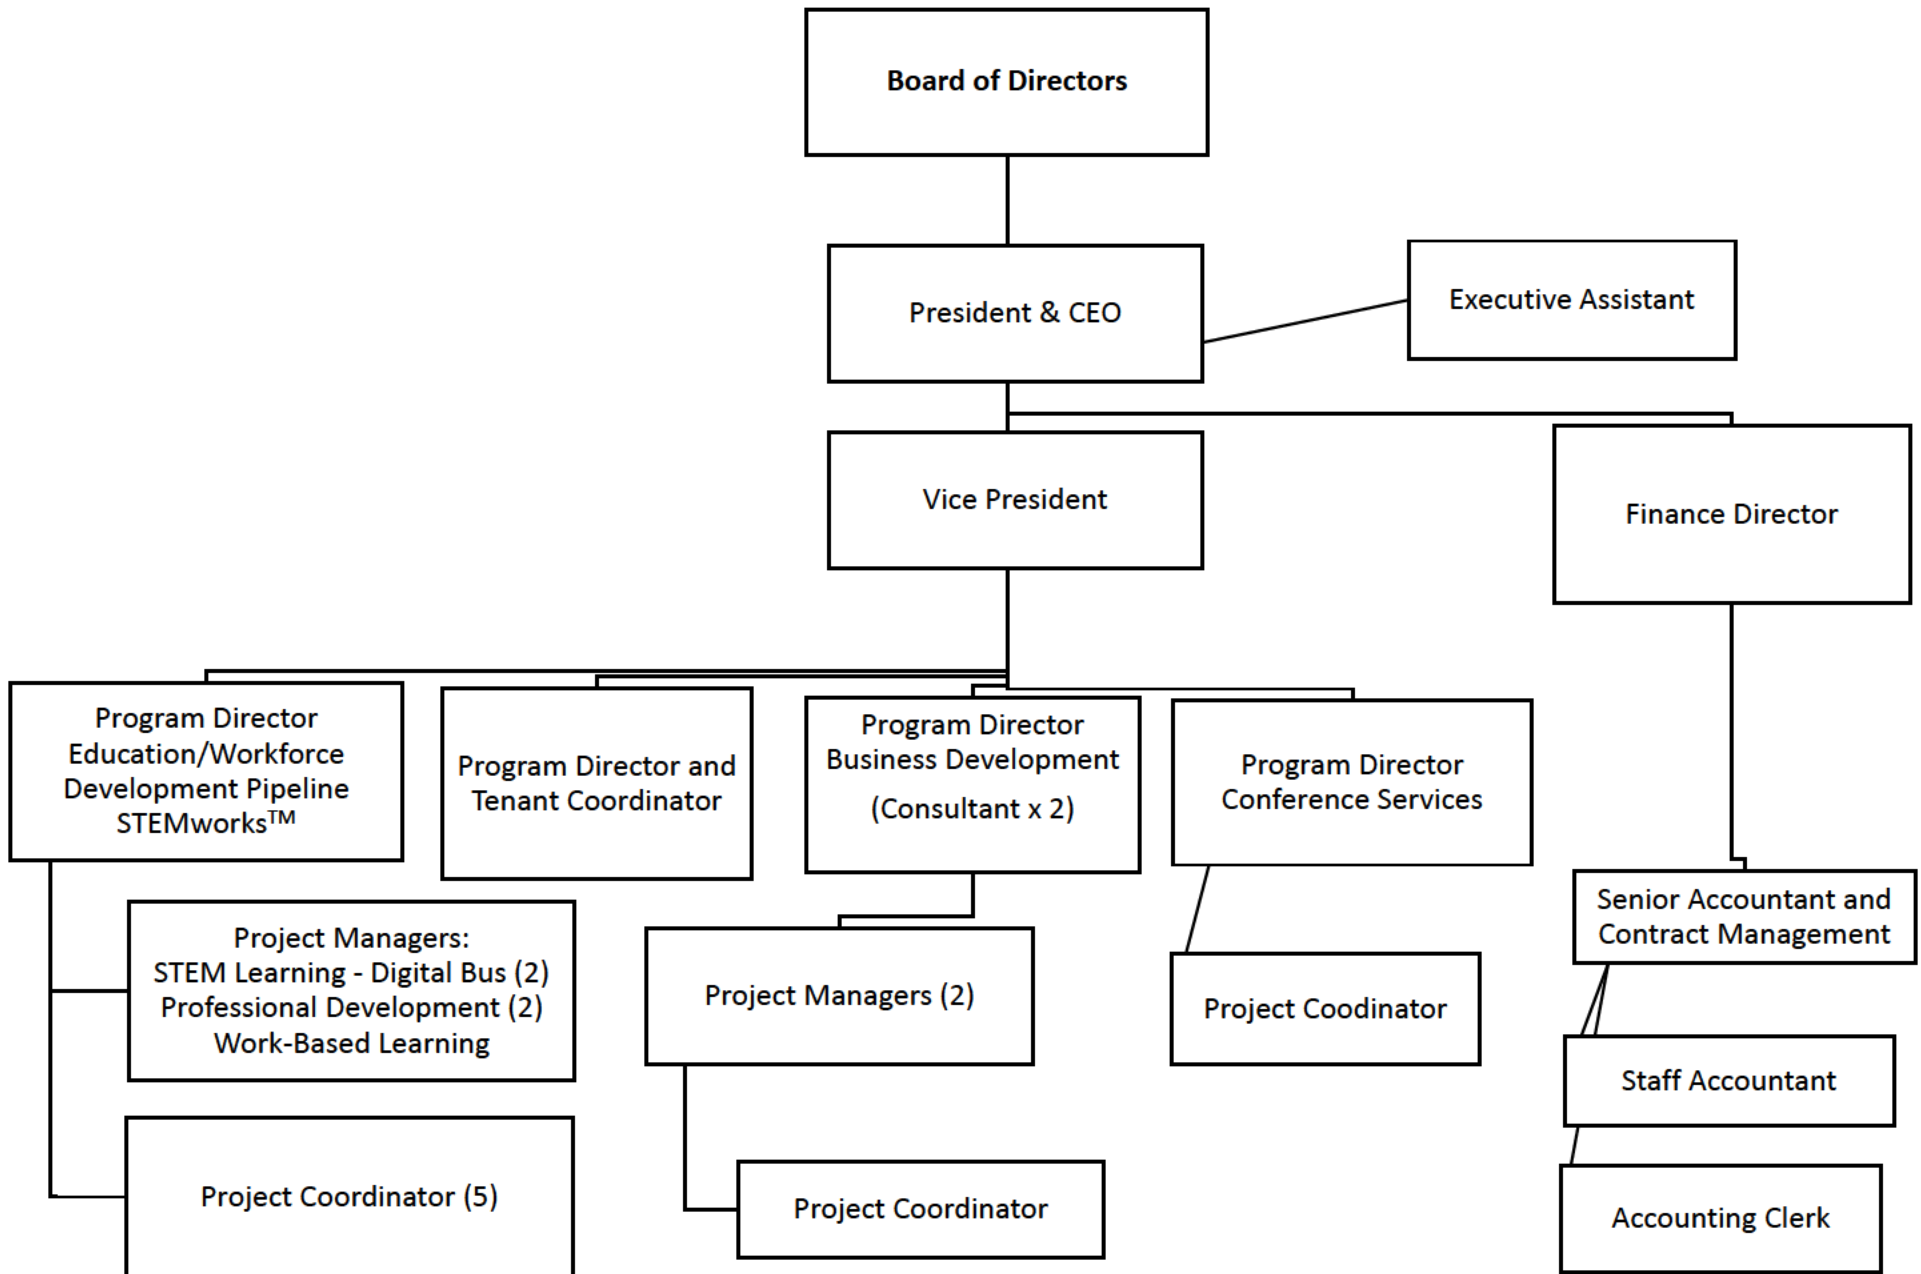 Board of Directors
President & CEO
Executive Assistant
Vice President
Finance Director
Program Director
Education/Workforce
Development Pipeline
STEMworks™
Program Director and
Tenant Coordinator
Program Director
Business Development
(Consultant x 2)
Program Director
Conference Services
Senior Accountant and
Contract Management
Project Managers:
STEM Learning - Digital Bus (2)
Professional Development (2)
Work-Based Learning
Project Managers (2)
Project Coodinator
Staff Accountant
Project Coordinator (5)
Project Coordinator
Accounting Clerk